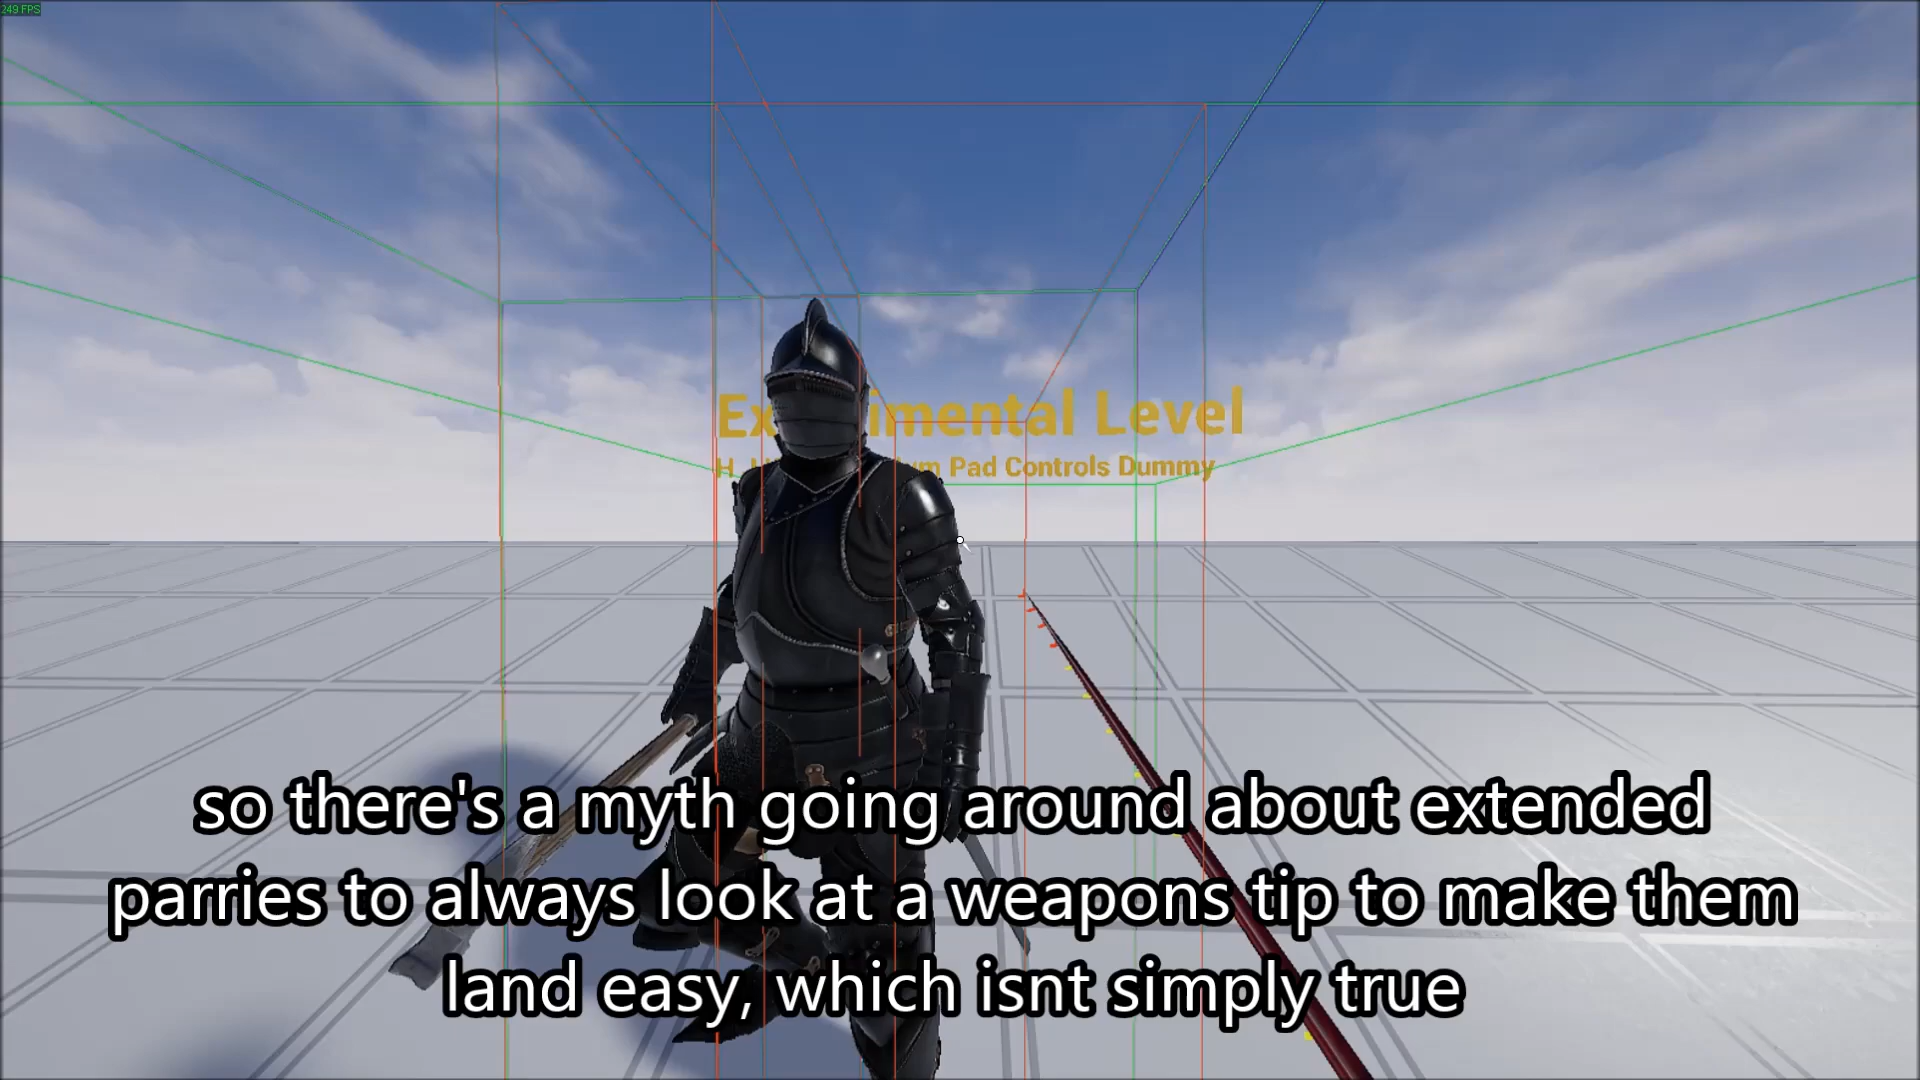 249 FPS
Ex imental Level
H um Pad Controls Dummy
so there's a myth going around about extended
parries to always look at a weapons tip to make them
land easy, which isnt simply true